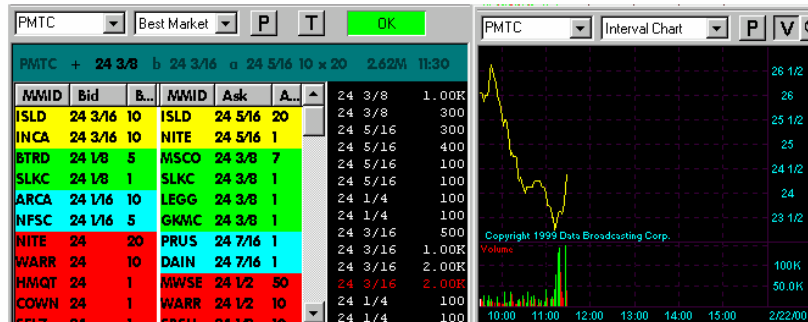 PMTC Best Market P T OK
PMTC + 24 3/8 b 24 3/16 a 24 5/16 10 x 20 2.62M 11:30
MMID Bid B... MMID Ask A...
ISLD 24 3/16 10 ISLD 24 5/16 20
INCA 24 3/16 10 NITE 24 5/16 1
BTRD 24 1/8 5 MSCO 24 3/8 7
SLKC 24 1/8 1 SLKC 24 3/8 1
ARCA 24 1/16 10 LEGG 24 3/8 1
NFSC 24 1/16 5 GKMC 24 3/8 1
NITE 24 20 PRUS 24 7/16 1
WARR 24 10 DAIN 24 7/16 1
HMQT 24 1 MWSE 24 1/2 50
COWN 24 1 WARR 24 1/2 10
24 3/8 1.00K
24 3/8 300
24 5/16 300
24 5/16 400
24 5/16 100
24 5/16 100
24 1/4 100
24 1/4 100
24 3/16 500
24 3/16 1.00K
24 3/16 2.00K
24 3/16 2.00K
24 1/4 100
24 1/4 100
PMTC Interval Chart P V
26 1/2
26
25 1/2
25
24 1/2
24
23 1/2
Copyright 1999 Data Broadcasting Corp.
Volume
100K
50.0K
10:00 11:00 12:00 13:00 14:00 15:00 2/22/00